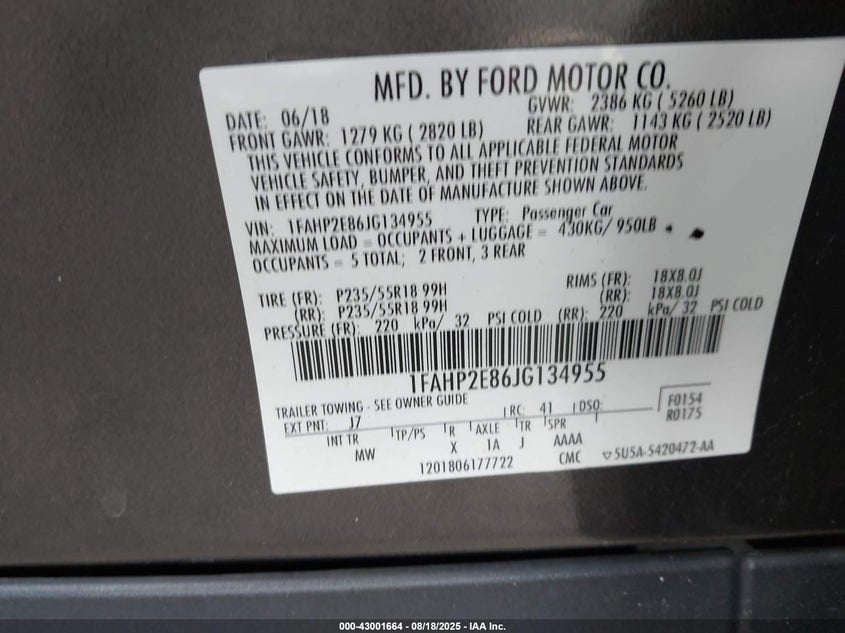 MFD. BY FORD MOTOR CO.
DATE: 06/18 GVWR: 2386 KG ( 5260 LB)
FRONT GAWR: 1279 KG ( 2820 LB) REAR GAWR: 1143 KG ( 2520 LB)
THIS VEHICLE CONFORMS TO ALL APPLICABLE FEDERAL MOTOR
VEHICLE SAFETY, BUMPER, AND THEFT PREVENTION STANDARDS
IN EFFECT ON THE DATE OF MANUFACTURE SHOWN ABOVE.
VIN: 1FAHP2E86JG134955 TYPE: Passenger Car
MAXIMUM LOAD = OCCUPANTS + LUGGAGE = 430KG/ 950LB
OCCUPANTS = 5 TOTAL; 2 FRONT, 3 REAR
TIRE (FR): P235/55R18 99H RIMS (FR): 18X8.0J
(RR): P235/55R18 99H (RR): 18X8.0J
PRESSURE (FR): 220 kPa/ 32 PSI COLD (RR): 220 kPa/ 32 PSI COLD
1FAHP2E86JG134955
TRAILER TOWING - SEE OWNER GUIDE
EXT PNT: J7 RC: 41 DSO: F0154
R0175
INT TR TP/PS R AXLE TR SPR
MW X 1A J AAAA
1201806177722 CMC ▽SU5A-5420472-AA
000-43001664 - 08/18/2025 - IAA Inc.